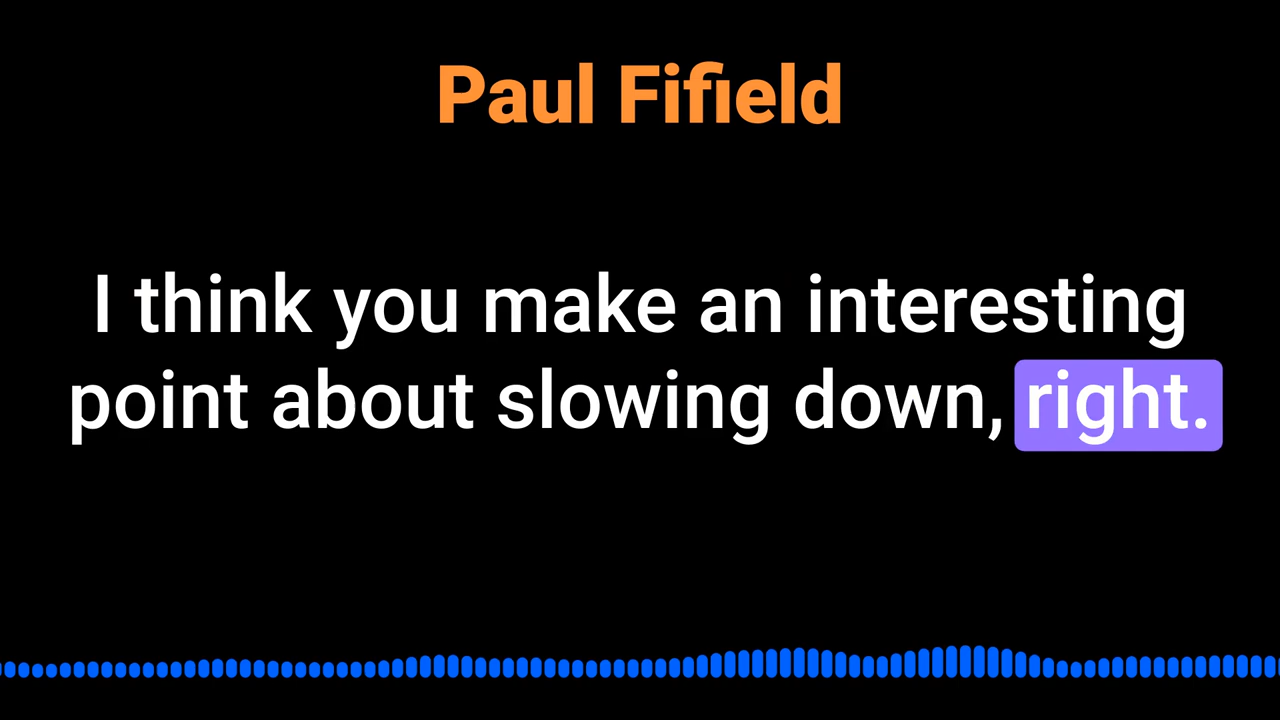 Paul Fifield
I think you make an interesting
point about slowing down, right.